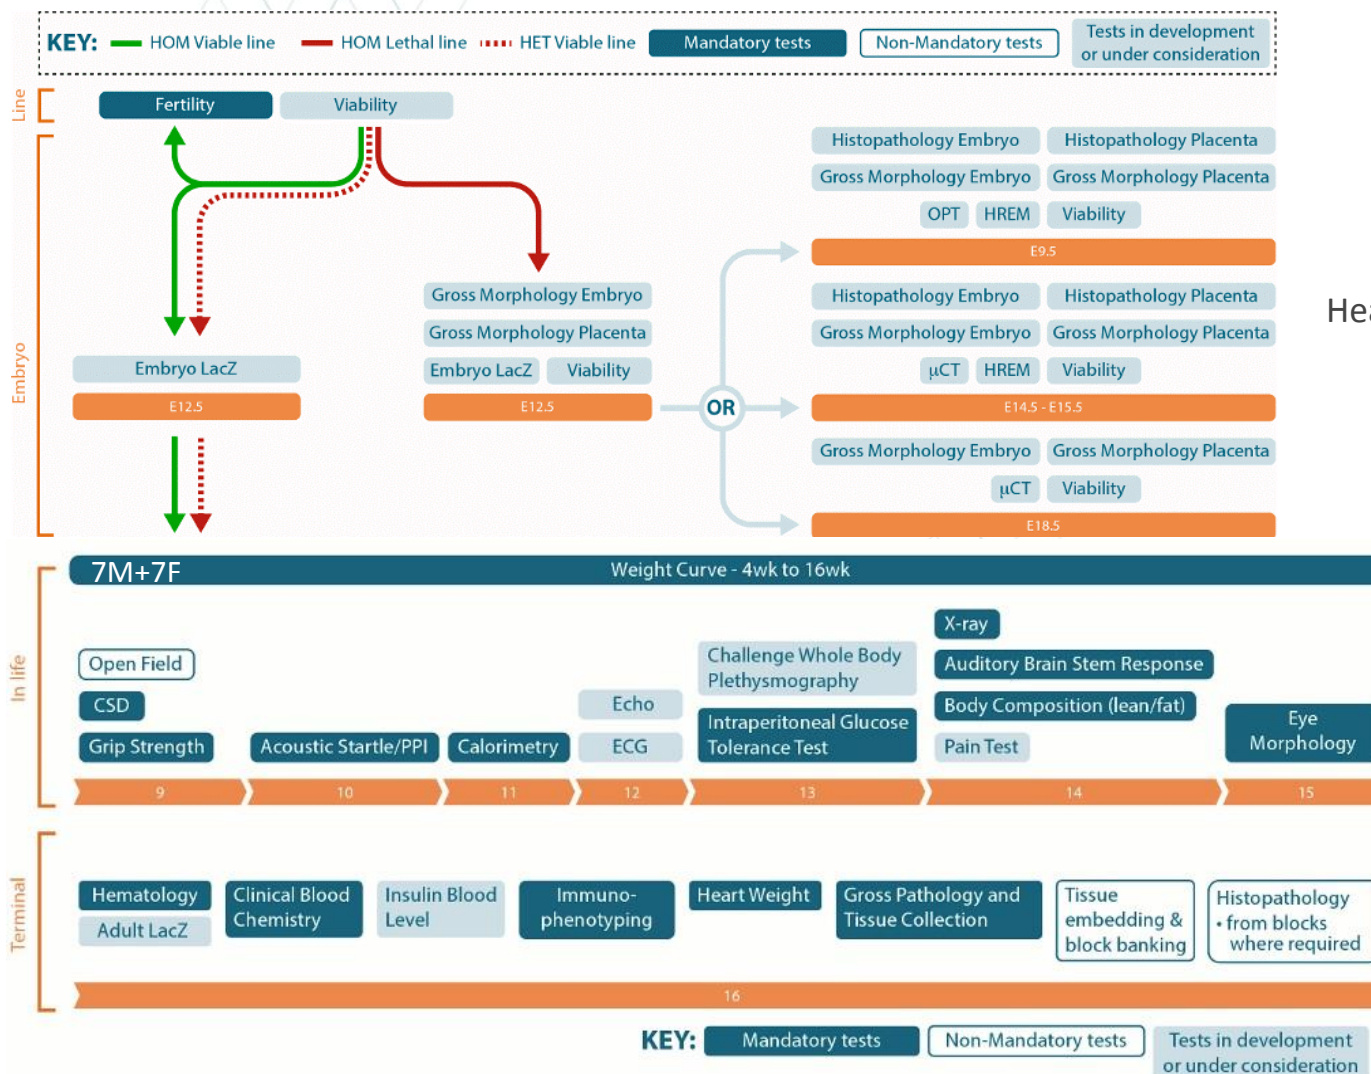 KEY: HOM Viable line HOM Lethal line HET Viable line Mandatory tests Non-Mandatory tests Tests in development
or under consideration
Line
Fertility Viability
Embryo
Histopathology Embryo Histopathology Placenta
Gross Morphology Embryo Gross Morphology Placenta
OPT HREM Viability
E9.5
Gross Morphology Embryo
Gross Morphology Placenta
Embryo LacZ Viability
E12.5
Embryo LacZ
E12.5
OR
Histopathology Embryo Histopathology Placenta
Gross Morphology Embryo Gross Morphology Placenta
μCT HREM Viability
E14.5 - E15.5
Gross Morphology Embryo Gross Morphology Placenta
μCT Viability
E18.5
Hea
In life
7M+7F Weight Curve - 4wk to 16wk
Open Field
CSD
Grip Strength
Acoustic Startle/PPI
Calorimetry
Echo
ECG
Challenge Whole Body
Plethysmography
Intraperitoneal Glucose
Tolerance Test
X-ray
Auditory Brain Stem Response
Body Composition (lean/fat)
Pain Test
Eye
Morphology
9 10 11 12 13 14 15
Terminal
Hematology
Adult LacZ
Clinical Blood
Chemistry
Insulin Blood
Level
Immuno-
phenotyping
Heart Weight
Gross Pathology and
Tissue Collection
Tissue
embedding &
block banking
Histopathology
• from blocks
where required
16
KEY: Mandatory tests Non-Mandatory tests Tests in development
or under consideration